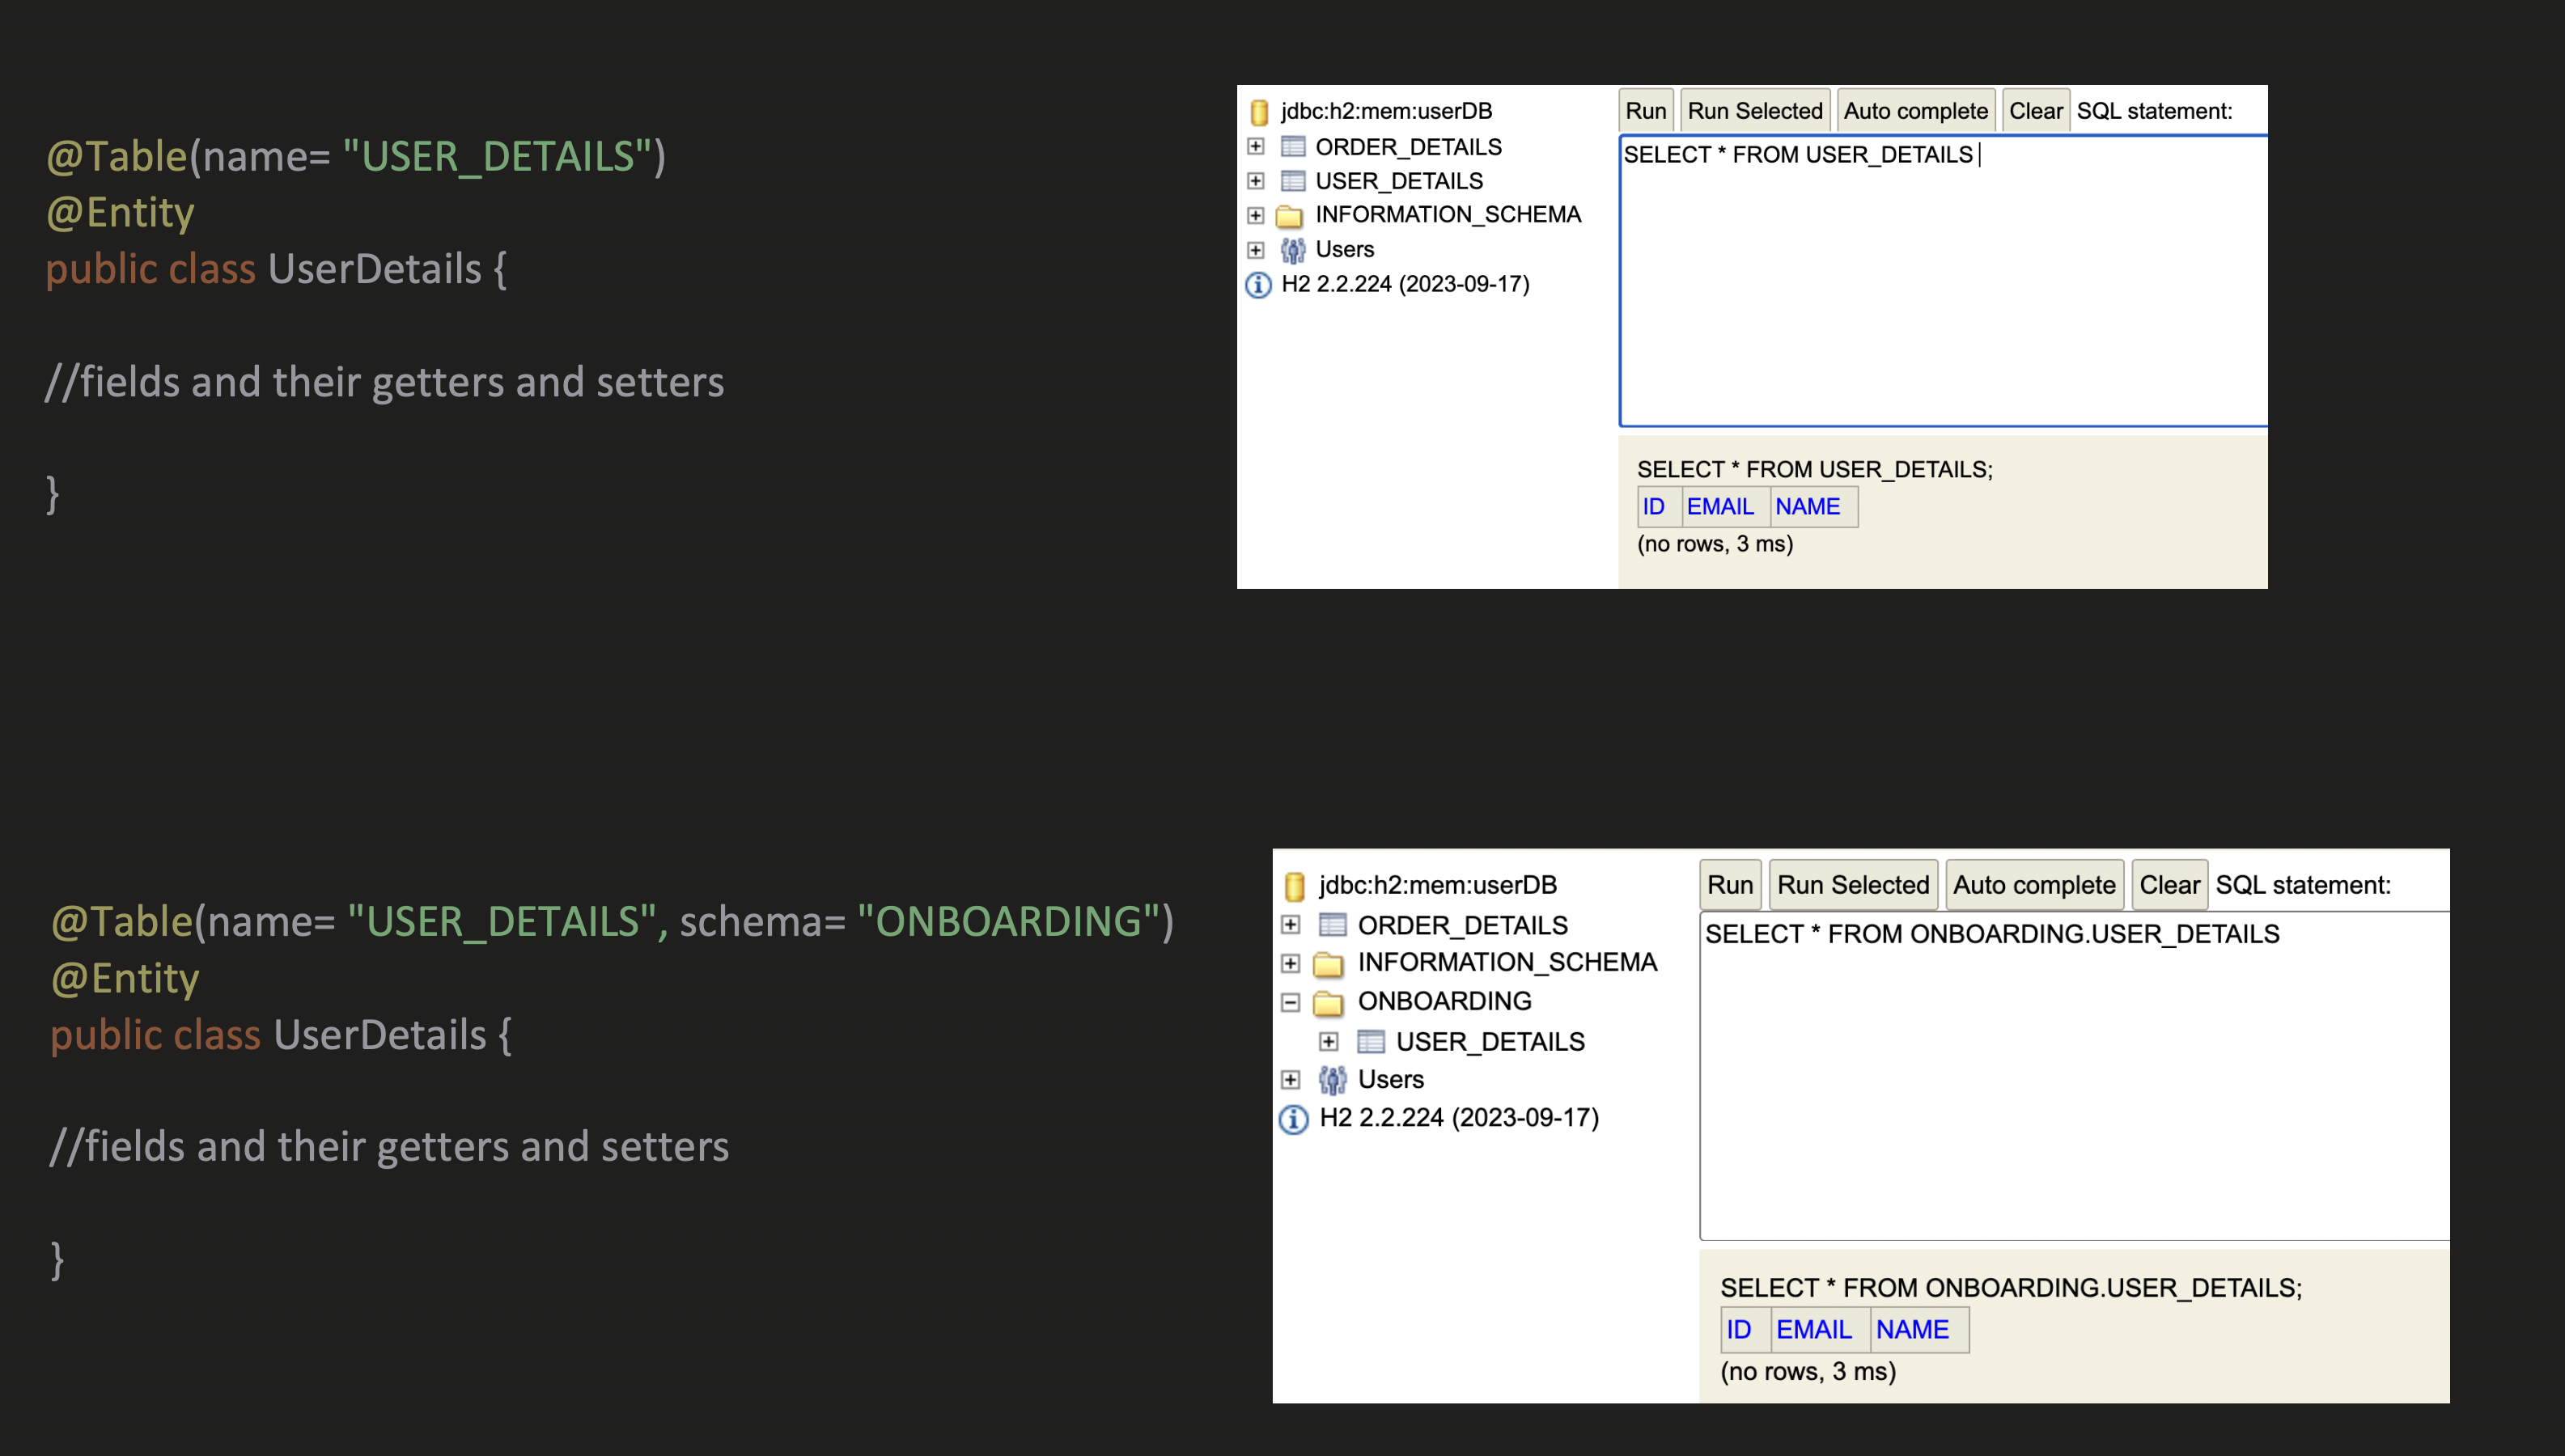 @Table(name= "USER_DETAILS")
@Entity
public class UserDetails {
//fields and their getters and setters
}
jdbc:h2:mem:userDB
ORDER_DETAILS
USER_DETAILS
INFORMATION_SCHEMA
Users
H2 2.2.224 (2023-09-17)
Run Run Selected Auto complete Clear SQL statement:
SELECT * FROM USER_DETAILS
SELECT * FROM USER_DETAILS;
ID EMAIL NAME
(no rows, 3 ms)
@Table(name= "USER_DETAILS", schema= "ONBOARDING")
@Entity
public class UserDetails {
//fields and their getters and setters
}
jdbc:h2:mem:userDB
ORDER_DETAILS
INFORMATION_SCHEMA
ONBOARDING
USER_DETAILS
Users
H2 2.2.224 (2023-09-17)
Run Run Selected Auto complete Clear SQL statement:
SELECT * FROM ONBOARDING.USER_DETAILS
SELECT * FROM ONBOARDING.USER_DETAILS;
ID EMAIL NAME
(no rows, 3 ms)